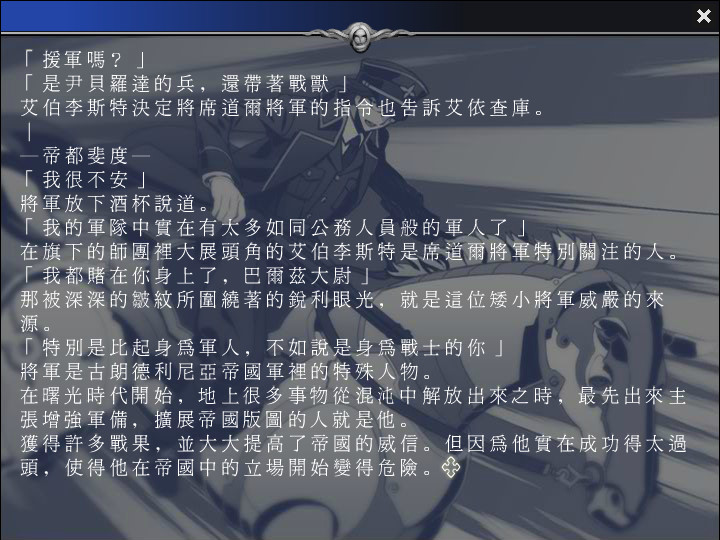 「援軍嗎？」
「是尹貝羅達的兵，還帶著戰獸」
艾伯李斯特決定將席道爾將軍的指令也告訴艾依查庫。
｜
—帝都斐度—
「我很不安」
將軍放下酒杯說道。
「我的軍隊中實在有太多如同公務人員般的軍人了」
在旗下的師團裡大展頭角的艾伯李斯特是席道爾將軍特別關注的人。
「我都賭在你身上了，巴爾茲大尉」
那被深深的皺紋所圍繞著的銳利眼光，就是這位矮小將軍威嚴的來
源。
「特別是比起身爲軍人，不如說是身爲戰士的你」
將軍是古朗德利尼亞帝國軍裡的特殊人物。
在曙光時代開始，地上很多事物從混沌中解放出來之時，最先出來主
張增強軍備，擴展帝國版圖的人就是他。
獲得許多戰果，並大大提高了帝國的威信。但因爲他實在成功得太過
頭，使得他在帝國中的立場開始變得危險。